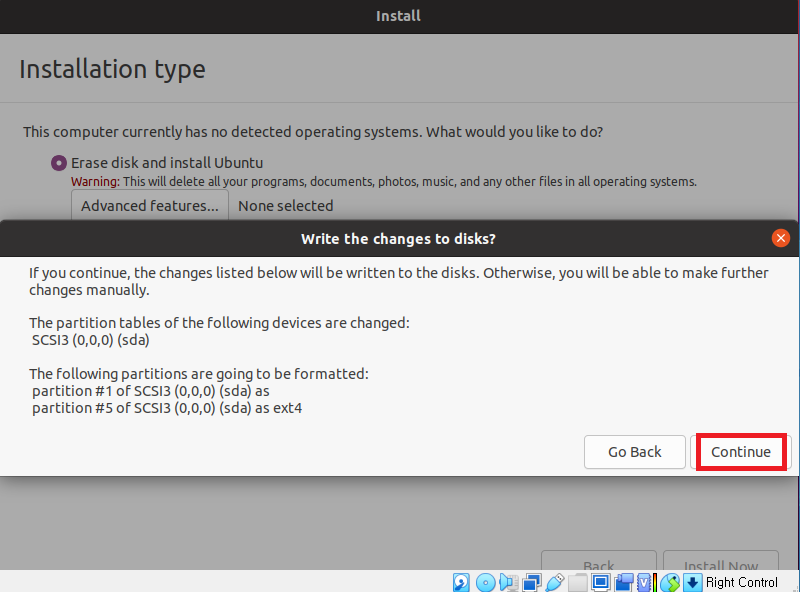 Install
Installation type
This computer currently has no detected operating systems. What would you like to do?
Erase disk and install Ubuntu
Warning: This will delete all your programs, documents, photos, music, and any other files in all operating systems.
Advanced features... None selected
Write the changes to disks?
If you continue, the changes listed below will be written to the disks. Otherwise, you will be able to make further
changes manually.
The partition tables of the following devices are changed:
SCSI3 (0,0,0) (sda)
The following partitions are going to be formatted:
partition #1 of SCSI3 (0,0,0) (sda) as
partition #5 of SCSI3 (0,0,0) (sda) as ext4
Go Back Continue
Back Install Now
Right Control